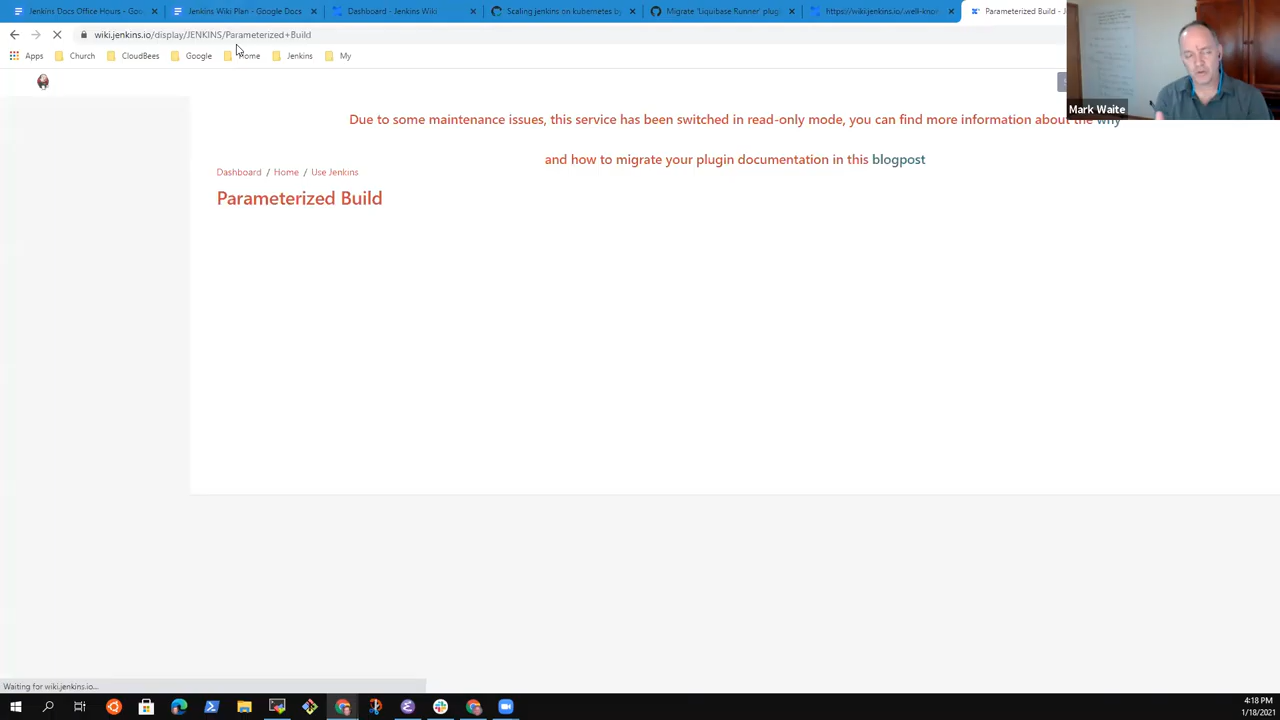 Jenkins Docs Office Hours - Goo
Jenkins Wiki Plan - Google Docs
Dashboard - Jenkins Wiki
Scaling jenkins on kubernetes by
Migrate 'Liquibase Runner' plugi
https://wiki.jenkins.io/.well-know
Parameterized Build - J
wiki.jenkins.io/display/JENKINS/Parameterized+Build
Apps
Church
CloudBees
Google
Home
Jenkins
My
Mark Waite
Due to some maintenance issues, this service has been switched in read-only mode, you can find more information about the why
and how to migrate your plugin documentation in this blogpost
Dashboard / Home / Use Jenkins
Parameterized Build
Waiting for wiki.jenkins.io...
4:18 PM
1/18/2021